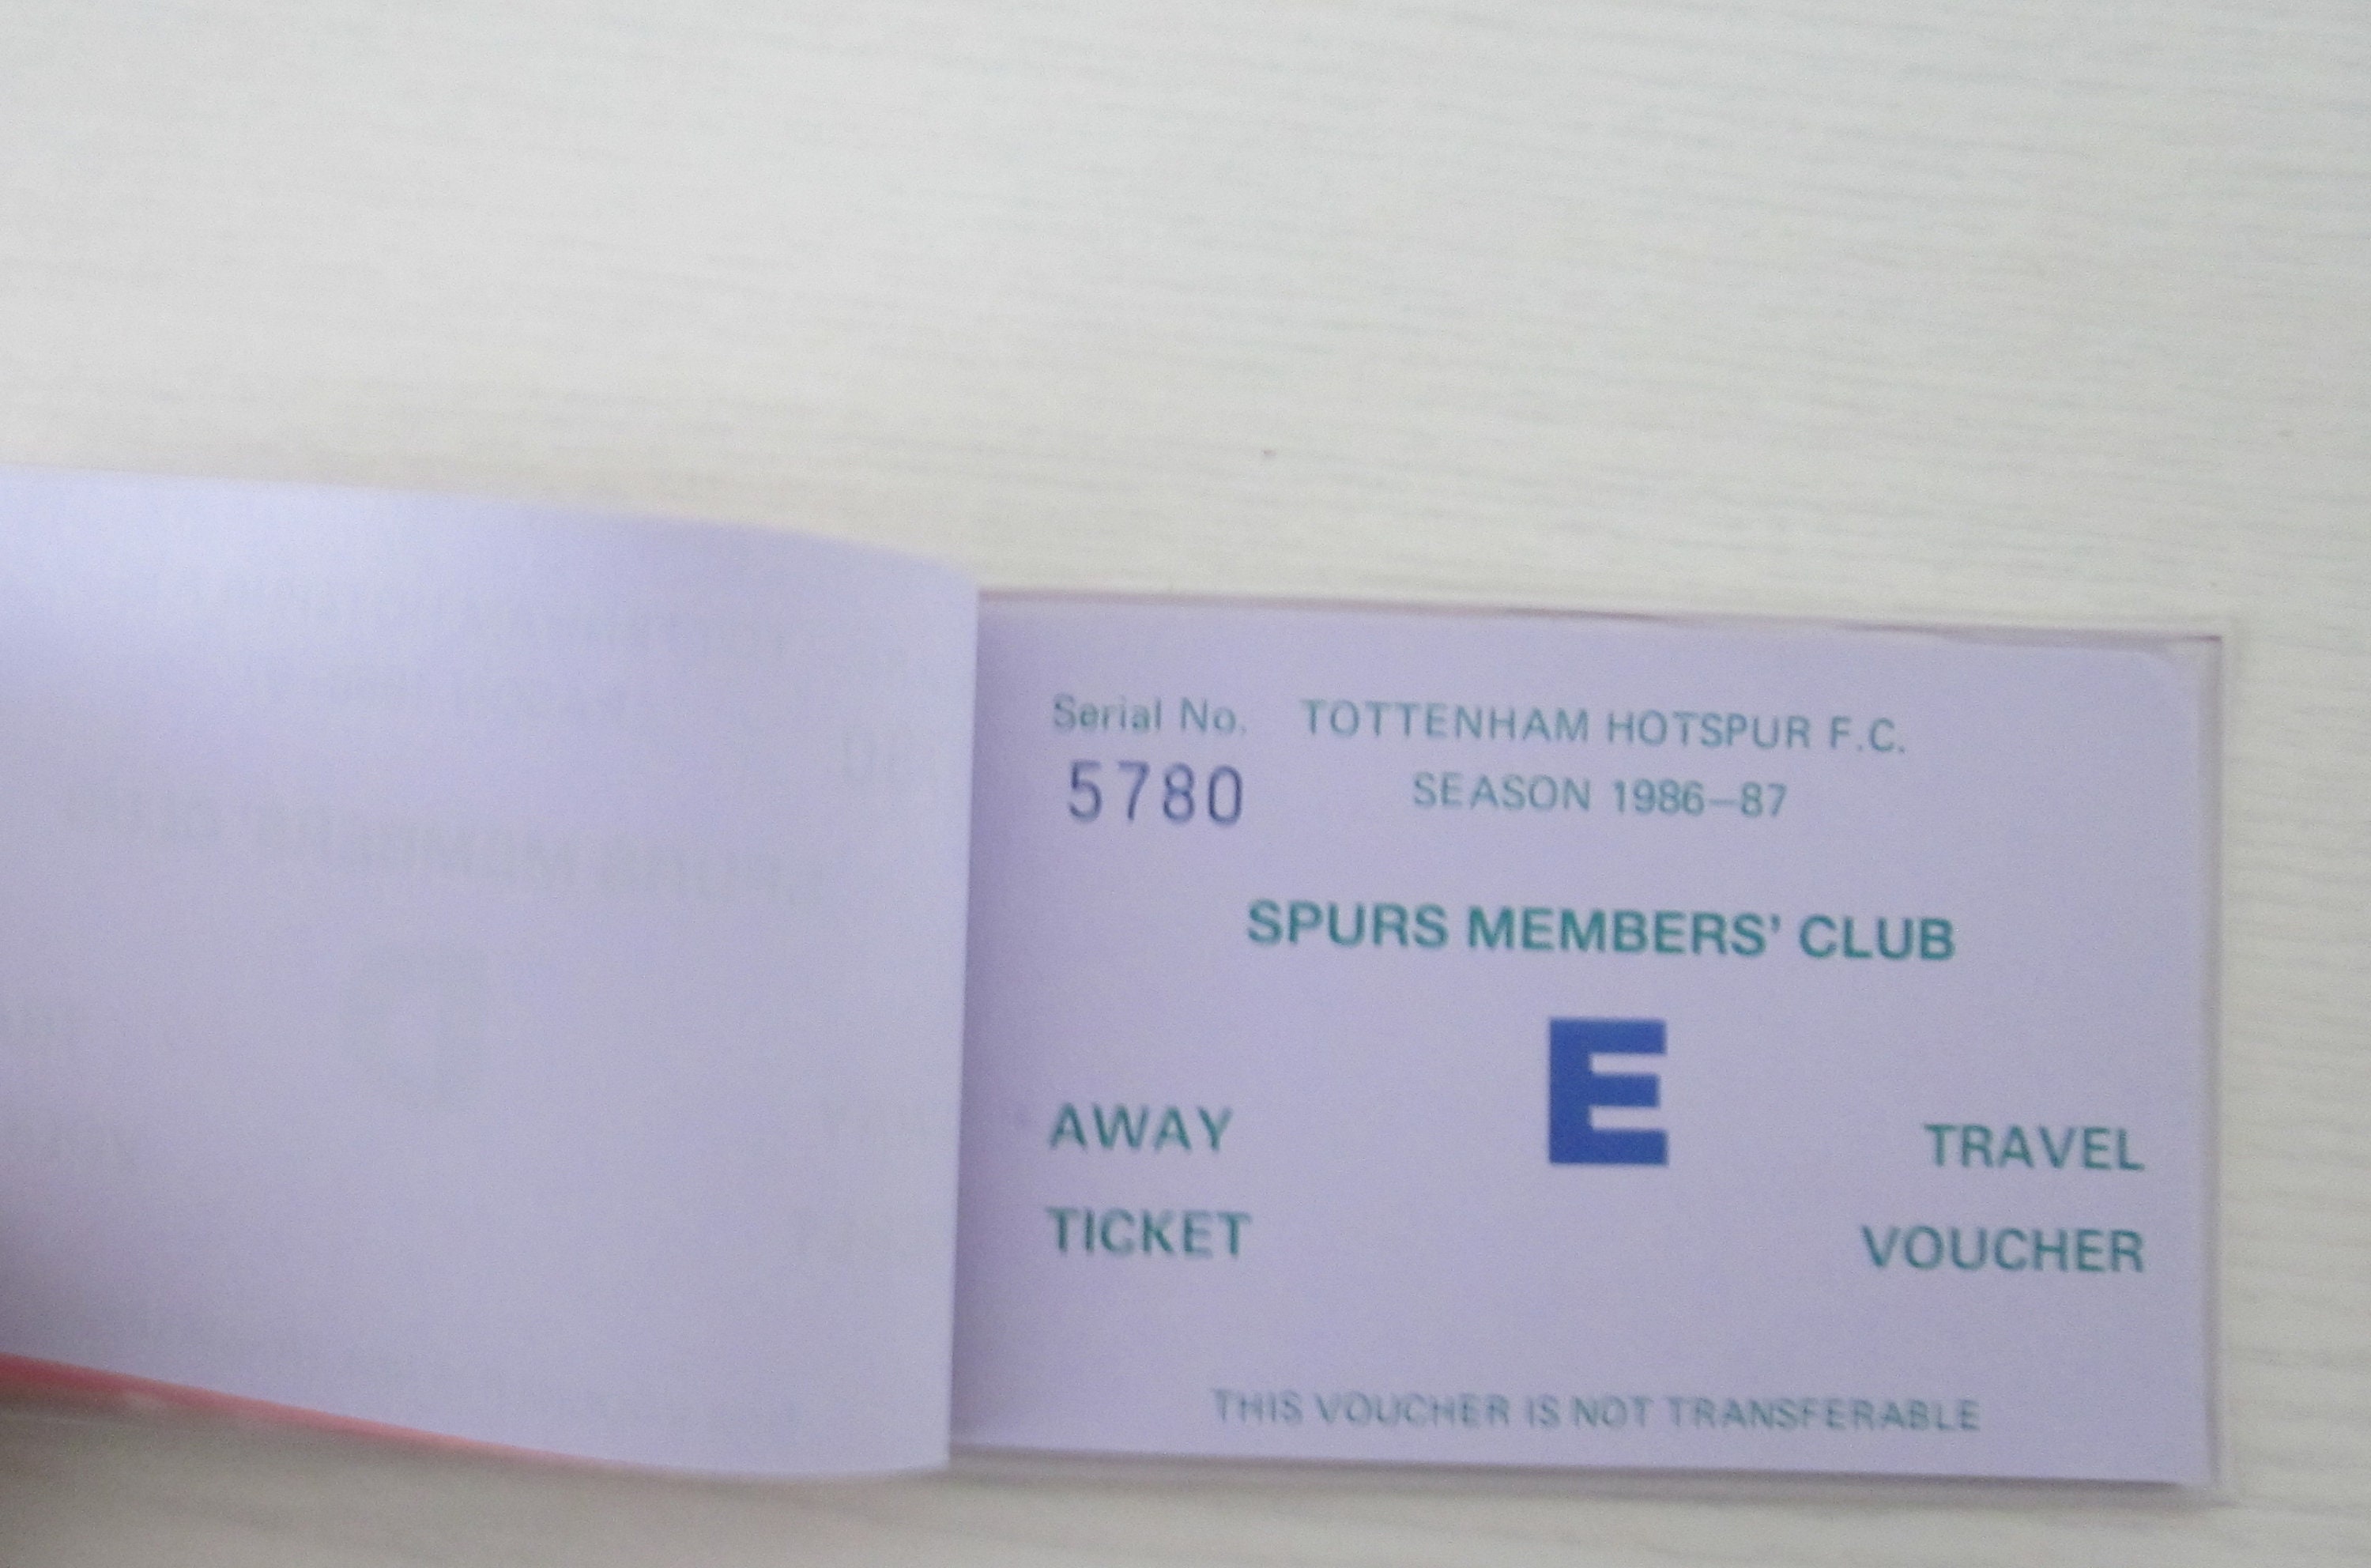 Serial No. TOTTENHAM HOTSPUR F.C.
5780 SEASON 1986–87
SPURS MEMBERS' CLUB
E
AWAY TRAVEL
TICKET VOUCHER
THIS VOUCHER IS NOT TRANSFERABLE